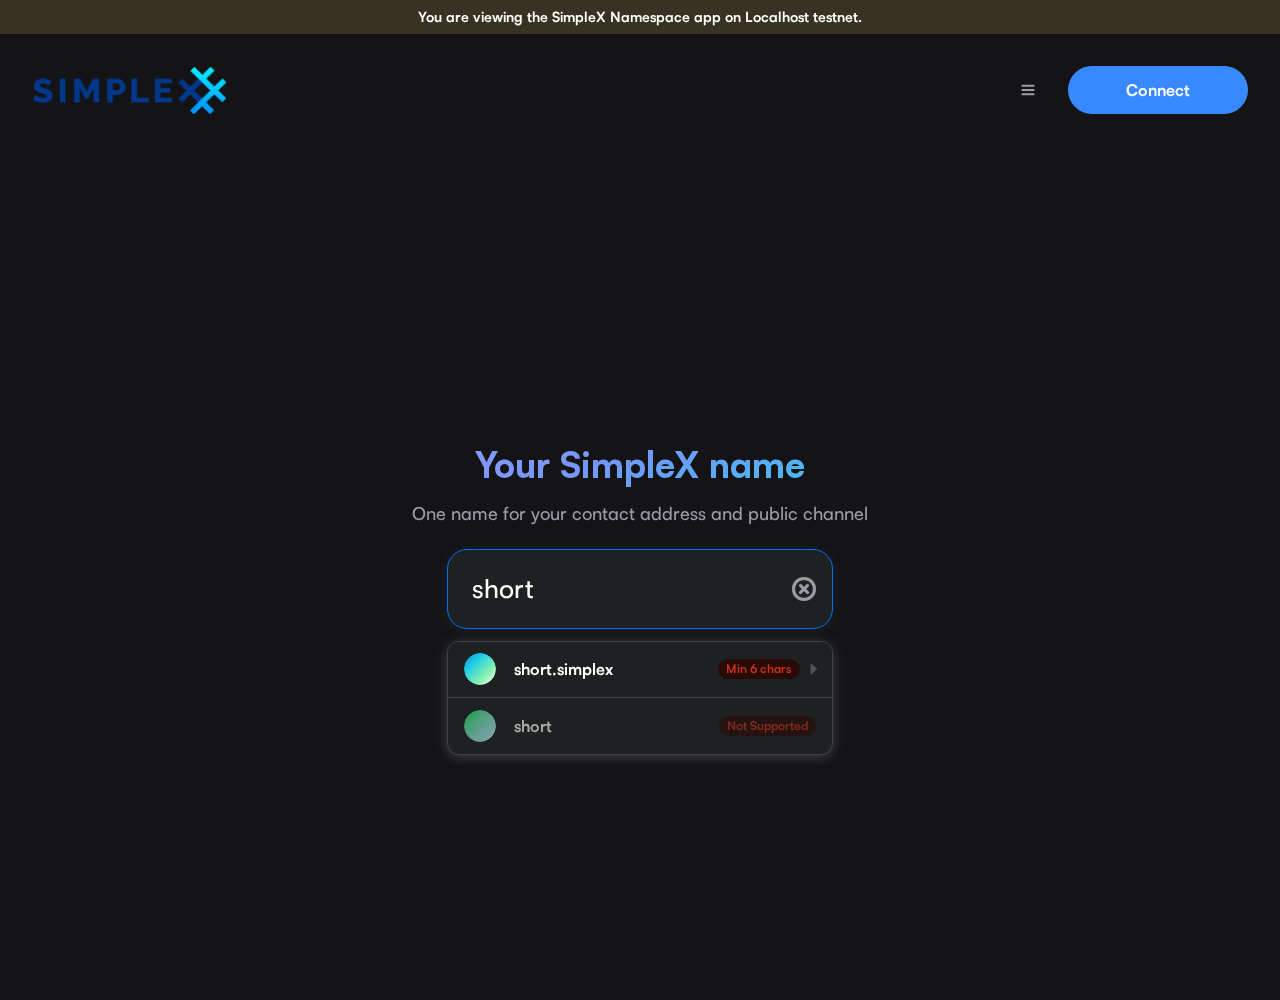 You are viewing the SimpleX Namespace app on Localhost testnet.
SIMPLEX
Connect
Your SimpleX name
One name for your contact address and public channel
short
short.simplex
Min 6 chars
short
Not Supported